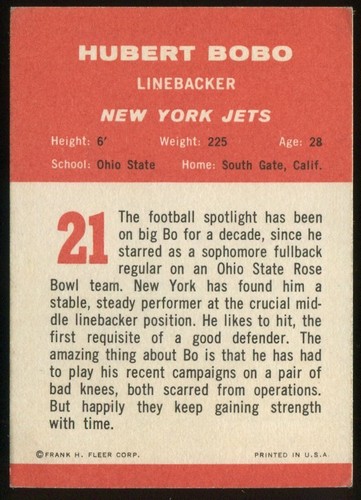 HUBERT BOBO
LINEBACKER
NEW YORK JETS
Height: 6' Weight: 225 Age: 28
School: Ohio State Home: South Gate, Calif.
21
The football spotlight has been
on big Bo for a decade, since he
starred as a sophomore fullback
regular on an Ohio State Rose
Bowl team. New York has found him a
stable, steady performer at the crucial mid-
dle linebacker position. He likes to hit, the
first requisite of a good defender. The
amazing thing about Bo is that he has had
to play his recent campaigns on a pair of
bad knees, both scarred from operations.
But happily they keep gaining strength
with time.
©FRANK H. FLEER CORP. PRINTED IN U.S.A.